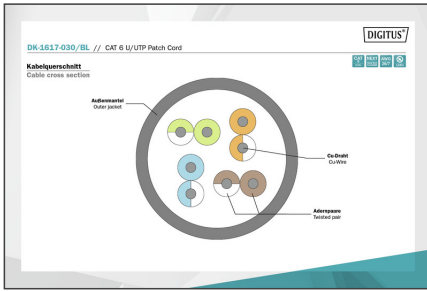 DIGITUS®
DK-1617-030/BL // CAT 6 U/UTP Patch Cord
Kabelquerschnitt
Cable cross section
Außenmantel
Outer jacket
Cu-Draht
Cu-Wire
Adernpaare
Twisted pair